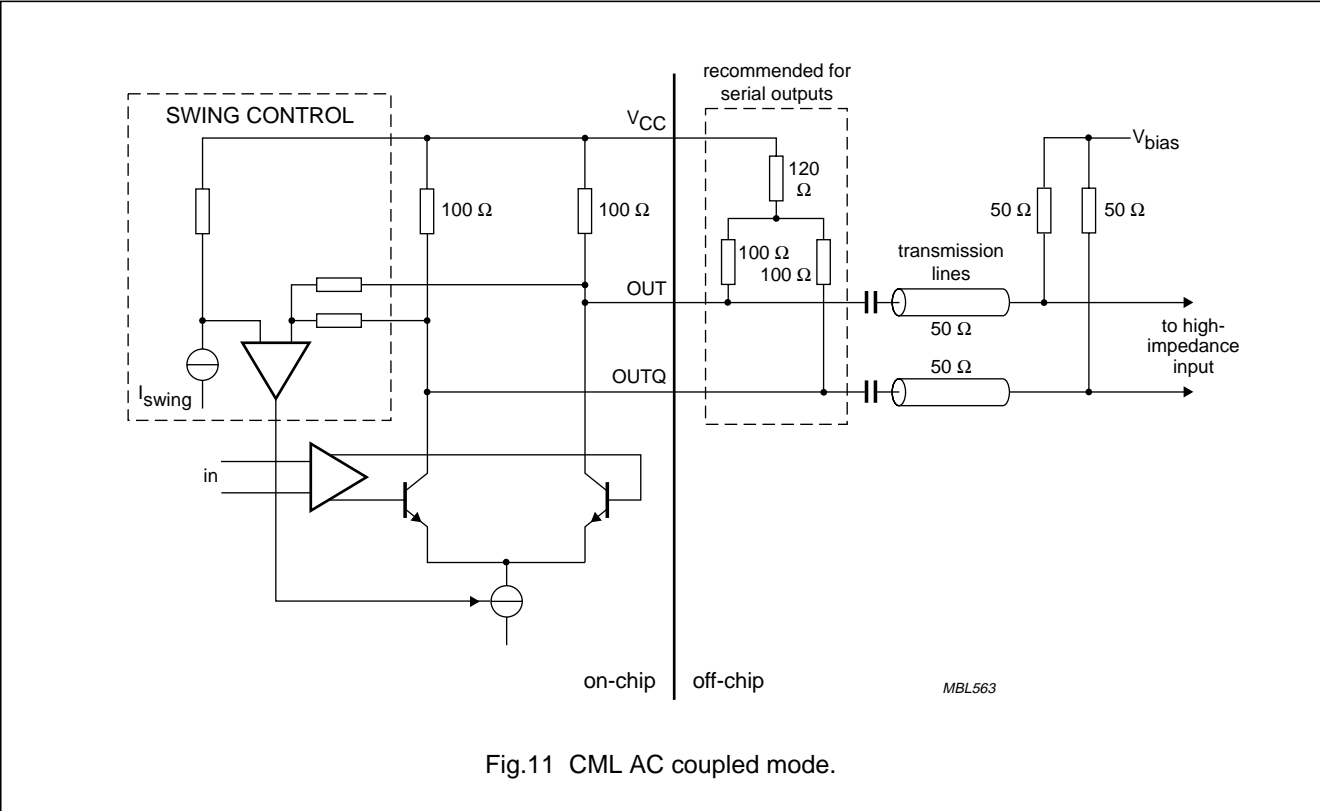 recommended for
serial outputs
SWING CONTROL
VCC
Vbias
120
Ω
100 Ω
100 Ω
50 Ω
50 Ω
100 Ω
100 Ω
transmission
lines
OUT
50 Ω
to high-
impedance
input
OUTQ
50 Ω
Iswing
in
on-chip
off-chip
MBL563
Fig.11 CML AC coupled mode.